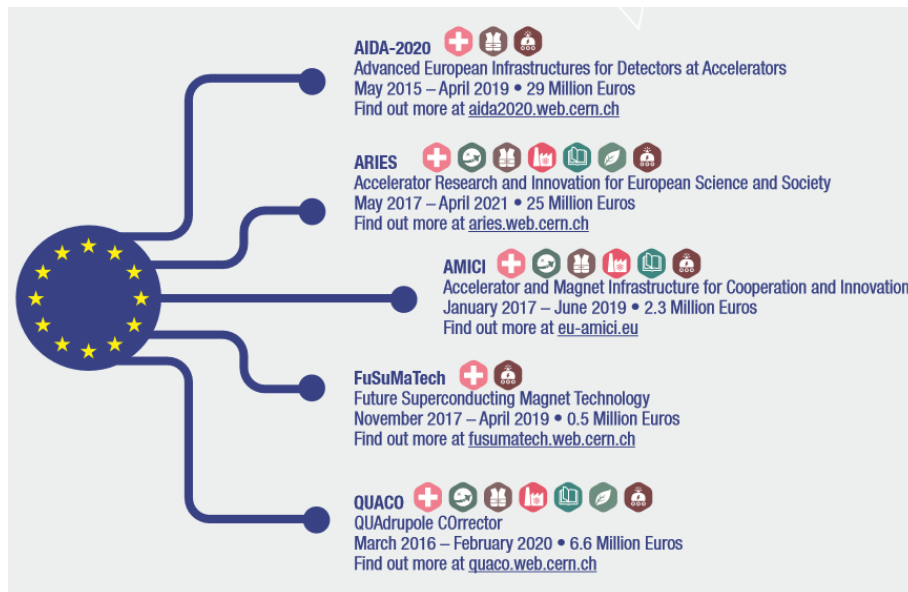 AIDA-2020
Advanced European Infrastructures for Detectors at Accelerators
May 2015 – April 2019 • 29 Million Euros
Find out more at aida2020.web.cern.ch
ARIES
Accelerator Research and Innovation for European Science and Society
May 2017 – April 2021 • 25 Million Euros
Find out more at aries.web.cern.ch
AMICI
Accelerator and Magnet Infrastructure for Cooperation and Innovation
January 2017 – June 2019 • 2.3 Million Euros
Find out more at eu-amici.eu
FuSuMaTech
Future Superconducting Magnet Technology
November 2017 – April 2019 • 0.5 Million Euros
Find out more at fusumatech.web.cern.ch
QUACO
QUAdrupole COrrector
March 2016 – February 2020 • 6.6 Million Euros
Find out more at quaco.web.cern.ch